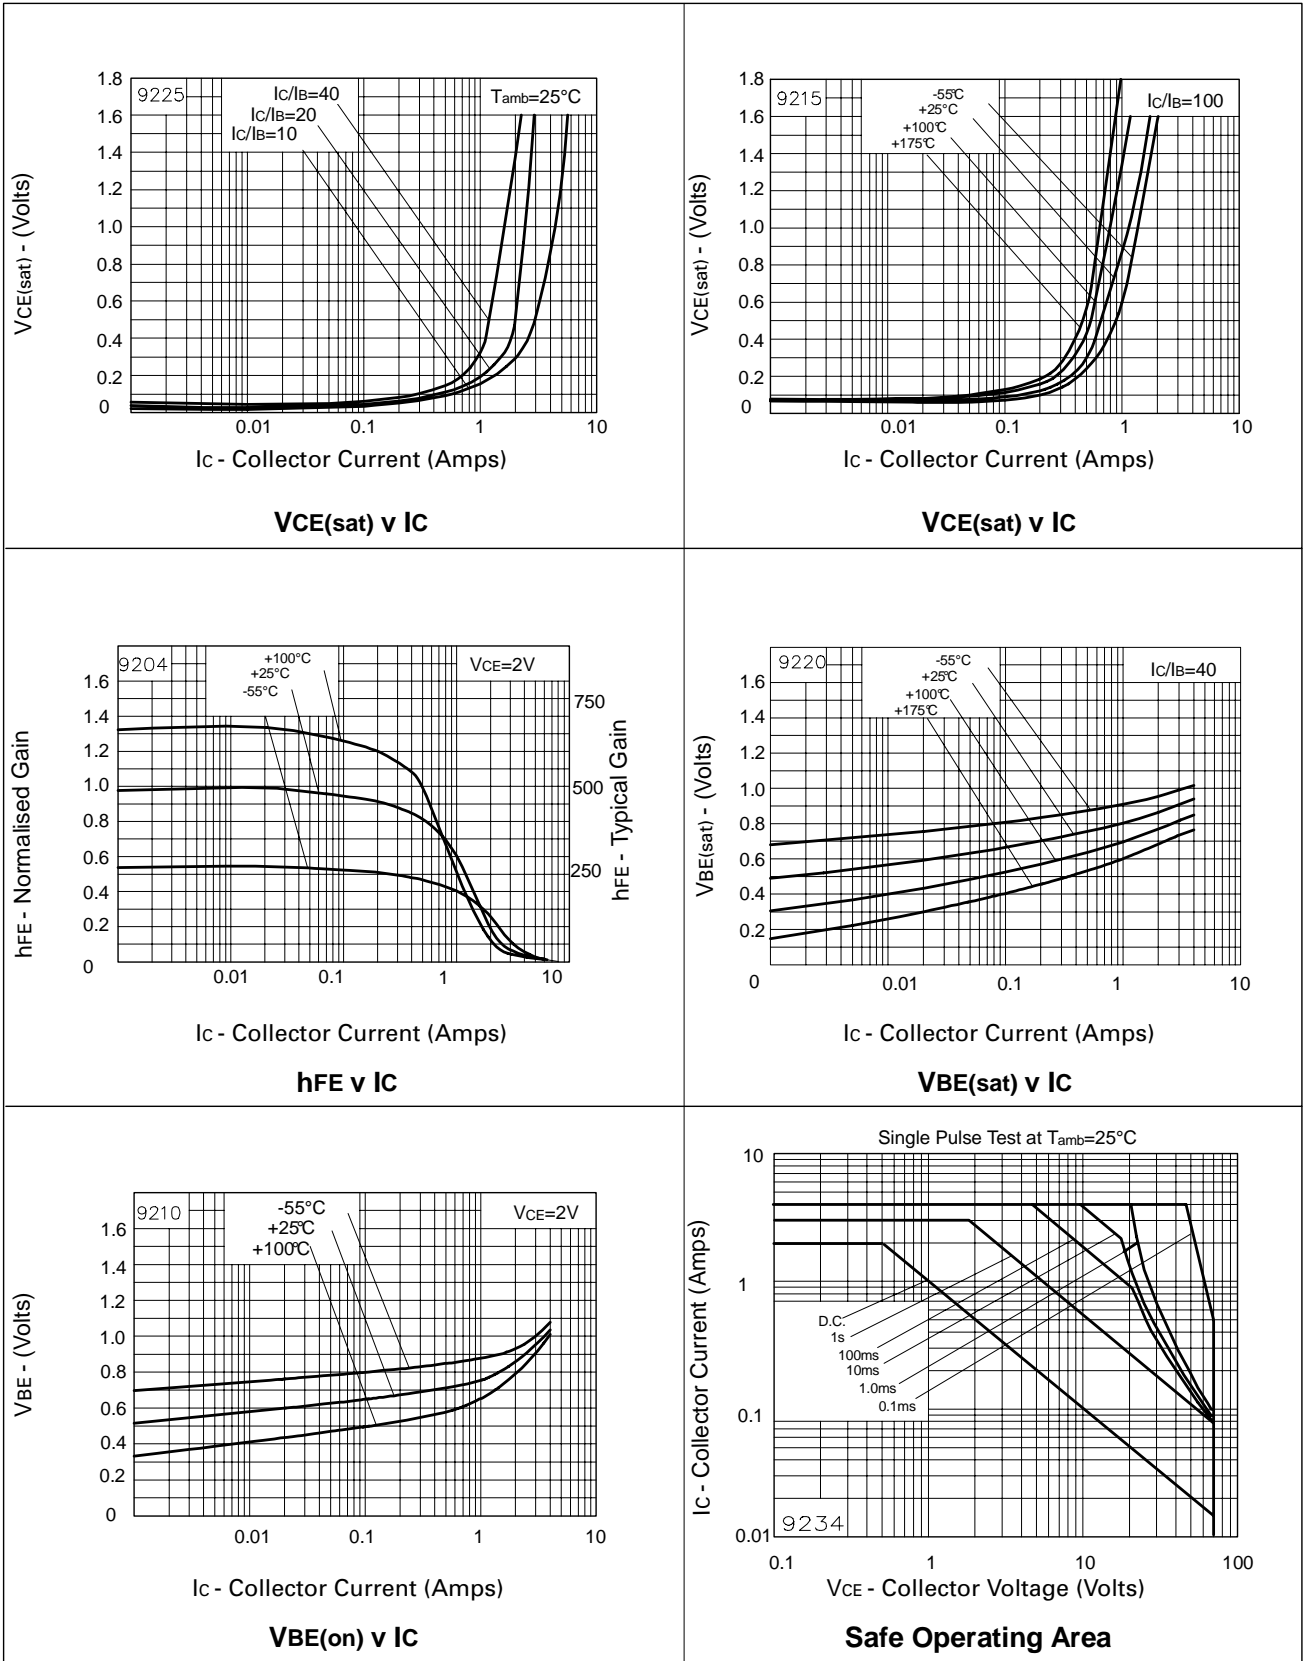 1.8
1.6
1.4
1.2
1.0
0.8
0.6
0.4
0.2
0
9225
IC/IB=40
IC/IB=20
IC/IB=10
Tamb=25°C
VCE(sat) - (Volts)
0.01
0.1
1
10
IC - Collector Current (Amps)
VCE(sat) v IC
1.8
1.6
1.4
1.2
1.0
0.8
0.6
0.4
0.2
0
9215
-55°C
+25°C
+100°C
+175°C
IC/IB=100
VCE(sat) - (Volts)
0.01
0.1
1
10
IC - Collector Current (Amps)
VCE(sat) v IC
9204
+100°C
+25°C
-55°C
VCE=2V
1.6
1.4
1.2
1.0
0.8
0.6
0.4
0.2
0
750
500
250
hFE - Normalised Gain
hFE - Typical Gain
0.01
0.1
1
10
IC - Collector Current (Amps)
hFE v IC
9220
-55°C
+25°C
+100°C
+175°C
IC/IB=40
1.6
1.4
1.2
1.0
0.8
0.6
0.4
0.2
VBE(sat) - (Volts)
0
0.01
0.1
1
10
IC - Collector Current (Amps)
VBE(sat) v IC
9210
-55°C
+25°C
+100°C
VCE=2V
1.6
1.4
1.2
1.0
0.8
0.6
0.4
0.2
0
VBE - (Volts)
0.01
0.1
1
10
IC - Collector Current (Amps)
VBE(on) v IC
Single Pulse Test at Tamb=25°C
10
1
0.1
0.01
IC - Collector Current (Amps)
D.C.
1s
100ms
10ms
1.0ms
0.1ms
9234
0.1
1
10
100
VCE - Collector Voltage (Volts)
Safe Operating Area